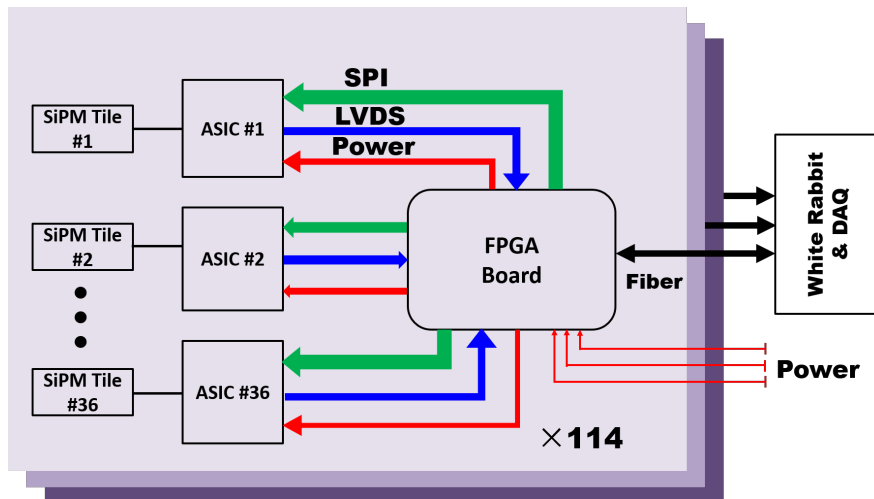 SPI
LVDS
Power
SiPM Tile
#1
ASIC #1
SiPM Tile
#2
ASIC #2
FPGA
Board
Fiber
White Rabbit
& DAQ
SiPM Tile
#36
ASIC #36
Power
×114